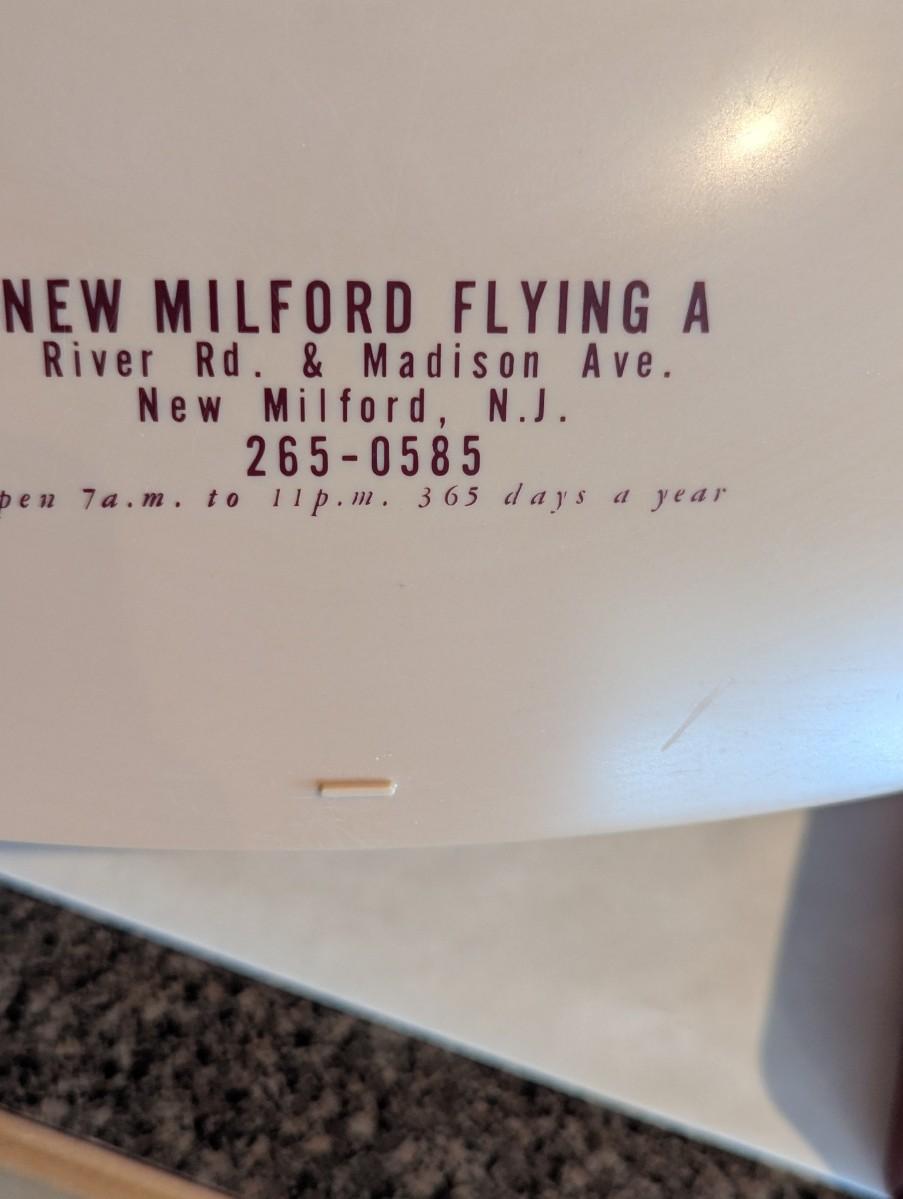 NEW MILFORD FLYING A
River Rd. & Madison Ave.
New Milford, N.J.
265-0585
pen 7a.m. to 11p.m. 365 days a year